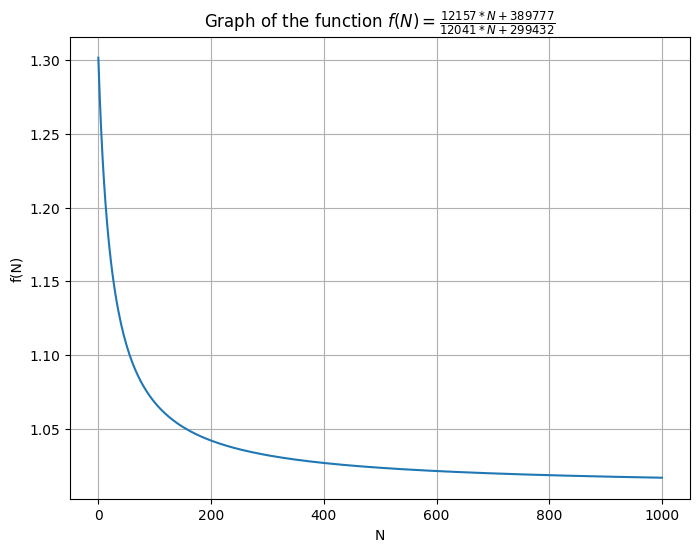 Graph of the function f(N) = \frac{12157*N+389777}{12041*N+299432}
1.30
1.25
1.20
1.15
1.10
1.05
f(N)
0 200 400 600 800 1000
N